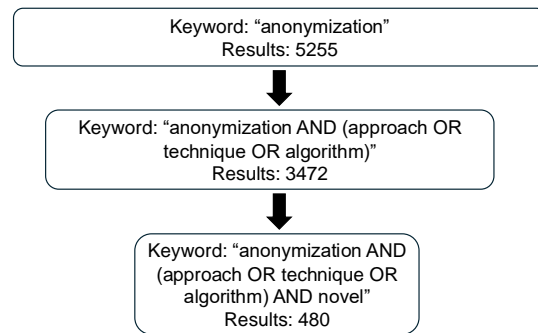 Keyword: “anonymization”
Results: 5255
Keyword: “anonymization AND (approach OR
technique OR algorithm)”
Results: 3472
Keyword: “anonymization AND
(approach OR technique OR
algorithm) AND novel”
Results: 480